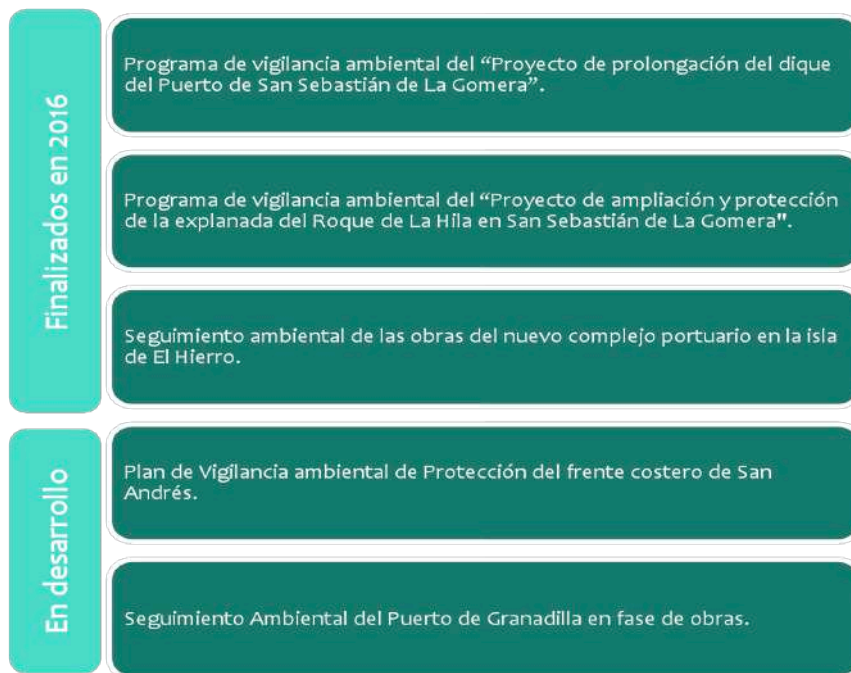 Finalizados en 2016
Programa de vigilancia ambiental del “Proyecto de prolongación del dique
del Puerto de San Sebastián de La Gomera”.
Programa de vigilancia ambiental del “Proyecto de ampliación y protección
de la explanada del Roque de La Hila en San Sebastián de La Gomera".
Seguimiento ambiental de las obras del nuevo complejo portuario en la isla
de El Hierro.
En desarrollo
Plan de Vigilancia ambiental de Protección del frente costero de San
Andrés.
Seguimiento Ambiental del Puerto de Granadilla en fase de obras.